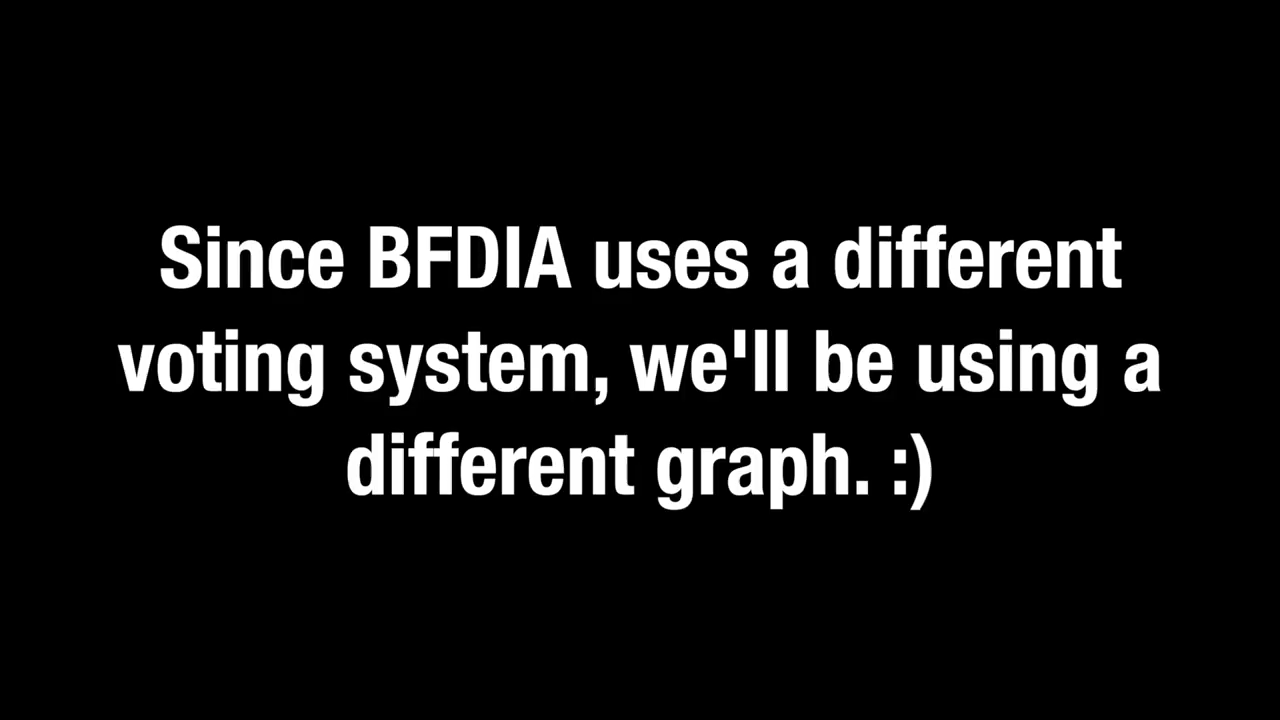 Since BFDIA uses a different
voting system, we'll be using a
different graph. :)